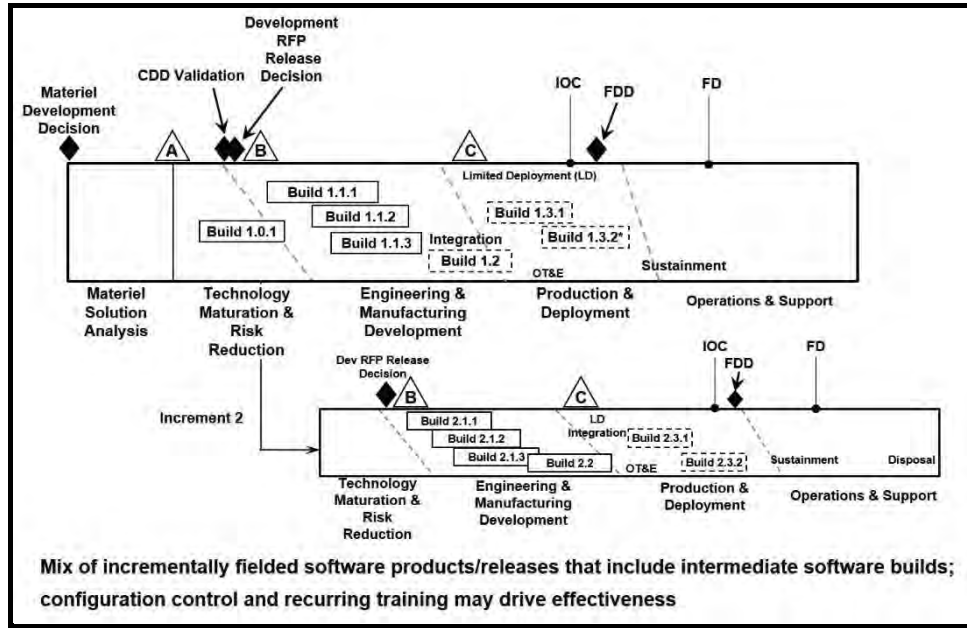 Development
RFP
Release
Decision
CDD Validation
Materiel
Development
Decision
IOC
FDD
FD
A
B
C
Limited Deployment (LD)
Build 1.1.1
Build 1.3.1
Build 1.1.2
Build 1.0.1
Build 1.1.3
Integration
Build 1.3.2*
Build 1.2
Sustainment
OT&E
Materiel
Solution
Analysis
Technology
Maturation &
Risk
Reduction
Engineering &
Manufacturing
Development
Production &
Deployment
Operations & Support
Increment 2
Dev RFP Release
Decision
IOC
FDD
FD
B
C
Build 2.1.1
LD
Integration
Build 2.1.2
Build 2.3.1
Build 2.1.3
Build 2.2
OT&E
Build 2.3.2
Sustainment
Disposal
Technology
Maturation &
Risk
Reduction
Engineering &
Manufacturing
Development
Production &
Deployment
Operations & Support
Mix of incrementally fielded software products/releases that include intermediate software builds;
configuration control and recurring training may drive effectiveness